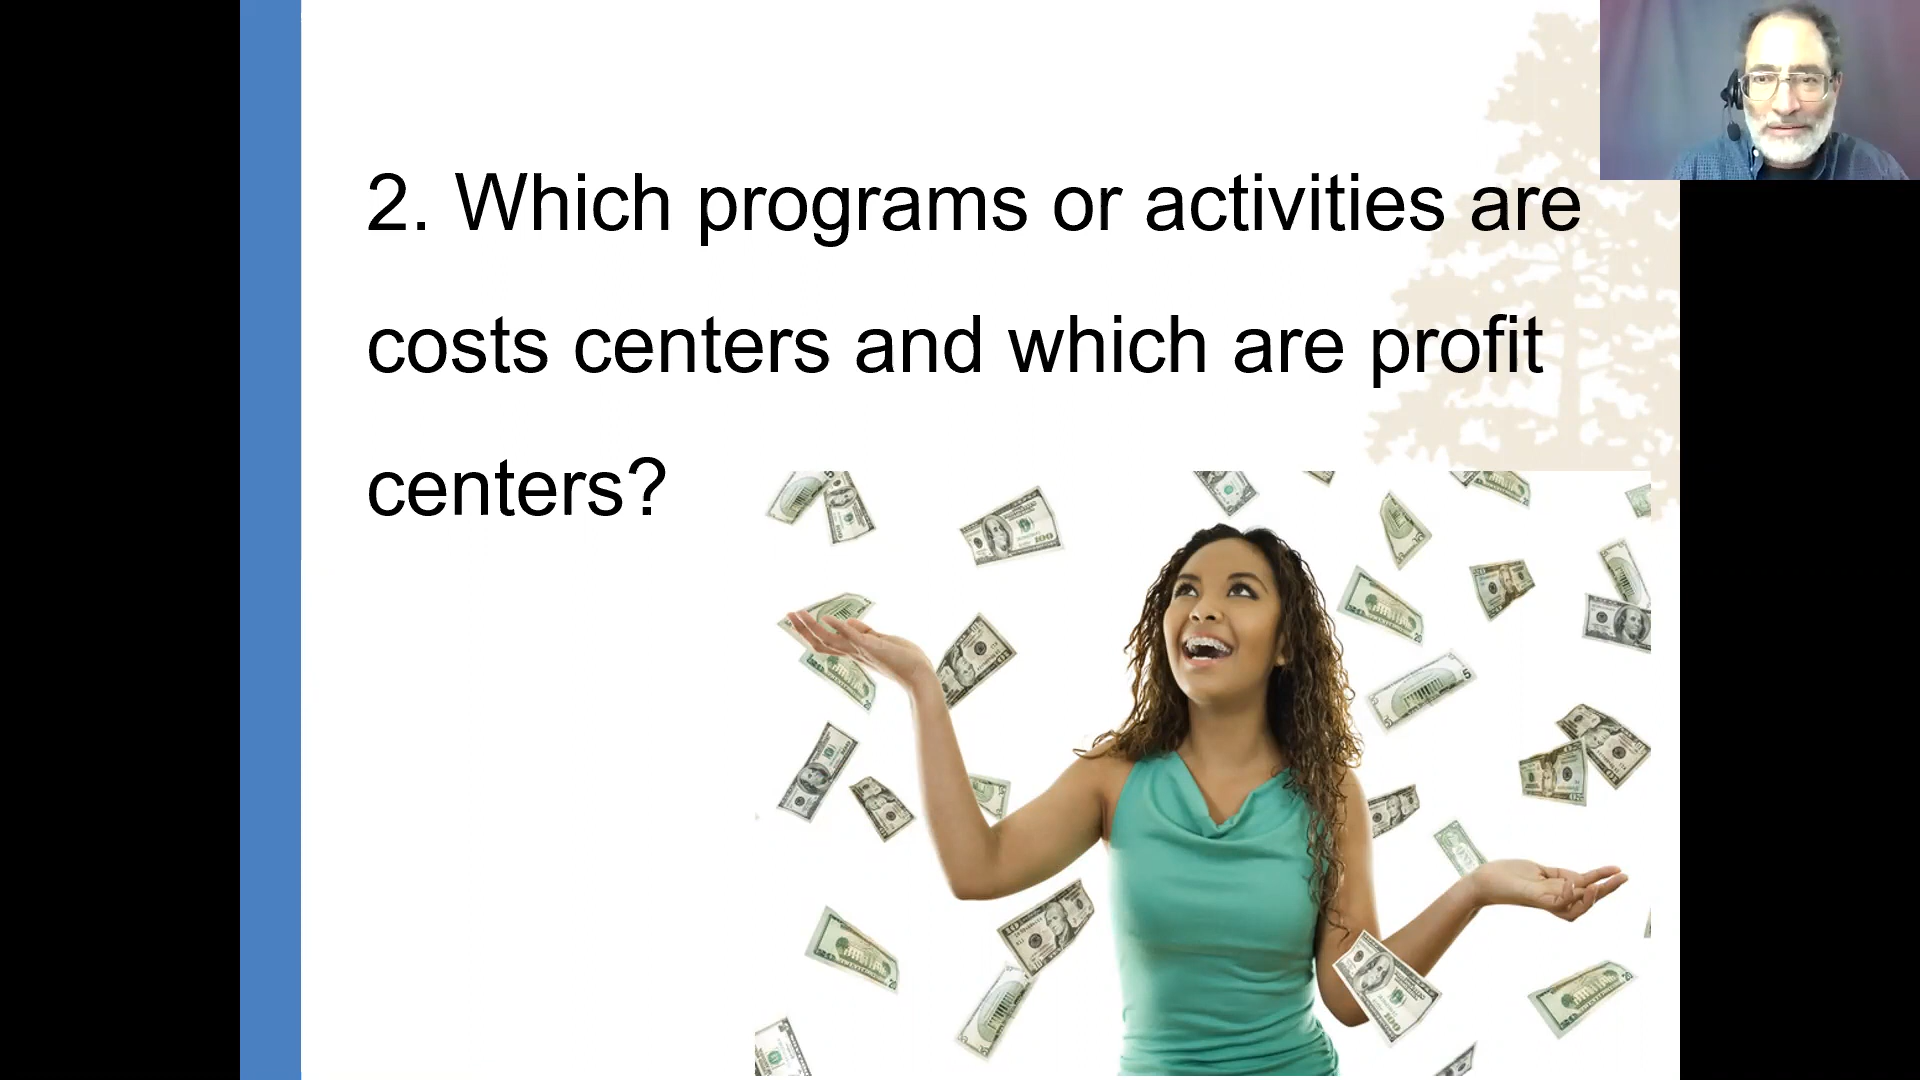 2. Which programs or activities are
costs centers and which are profit
centers?